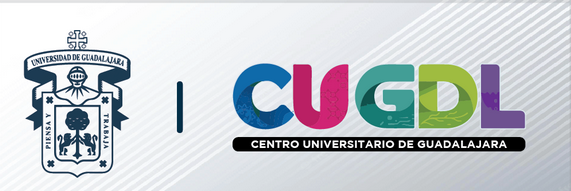 UNIVERSIDAD DE GUADALAJARA
PIENSA Y
TRABAJA
CUGDL
CENTRO UNIVERSITARIO DE GUADALAJARA